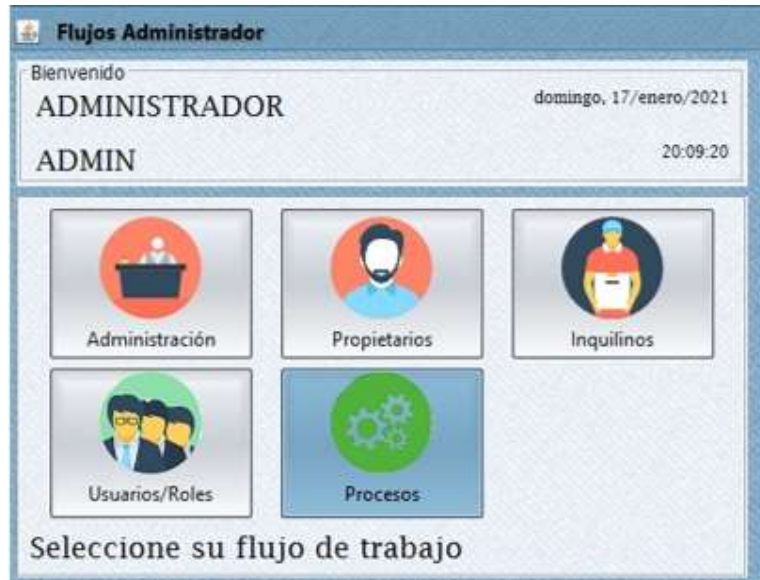 Flujos Administrador
Bienvenido
ADMINISTRADOR
domingo, 17/enero/2021
ADMIN
20:09:20
Administración
Propietarios
Inquilinos
Usuarios/Roles
Procesos
Seleccione su flujo de trabajo